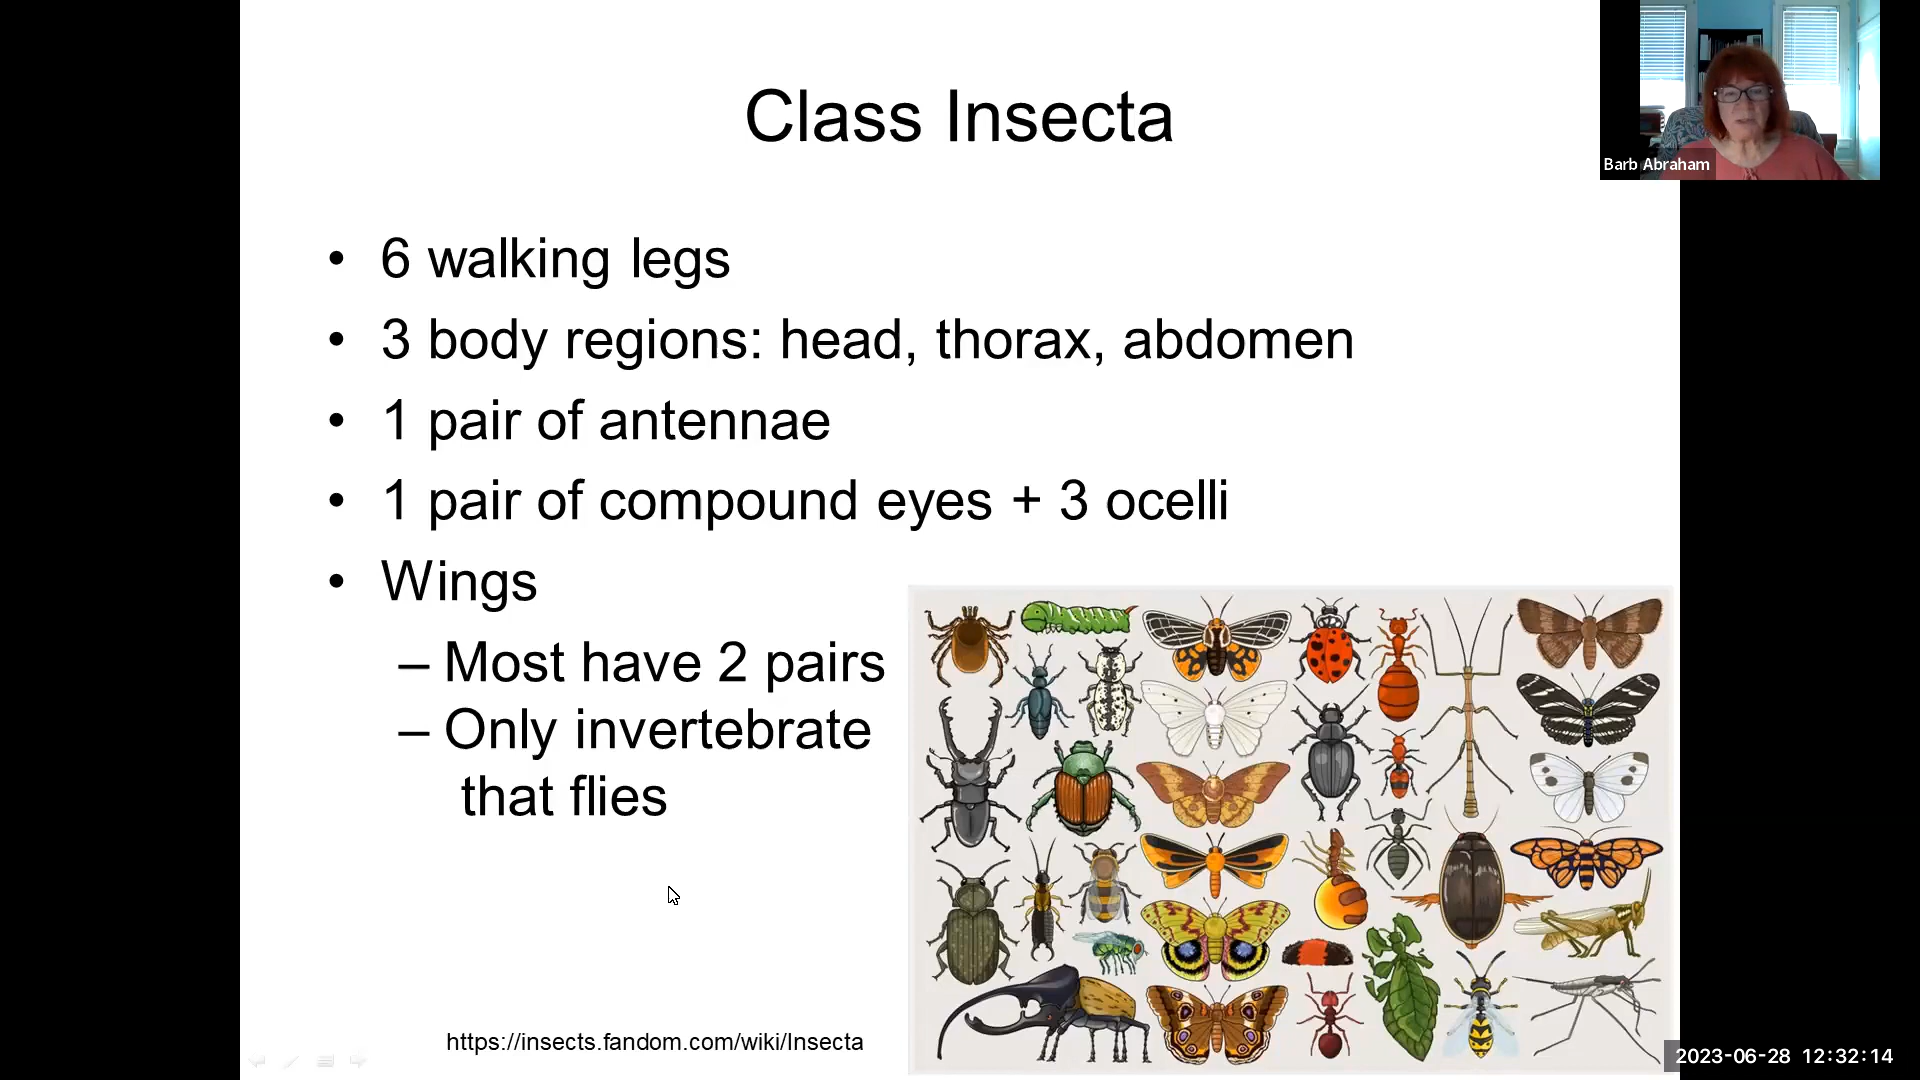 Class Insecta
Barb Abraham
• 6 walking legs
• 3 body regions: head, thorax, abdomen
• 1 pair of antennae
• 1 pair of compound eyes + 3 ocelli
• Wings
– Most have 2 pairs
– Only invertebrate
that flies
https://insects.fandom.com/wiki/Insecta
2023-06-28 12:32:14